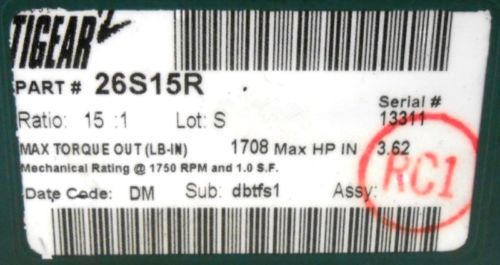 TIGEAR
PART # 26S15R
Serial #
Ratio: 15 :1 Lot: S 13311
MAX TORQUE OUT (LB-IN) 1708 Max HP IN 3.62
Mechanical Rating @ 1750 RPM and 1.0 S.F.
Date Code: DM Sub: dbtfs1 Assy:
RC1